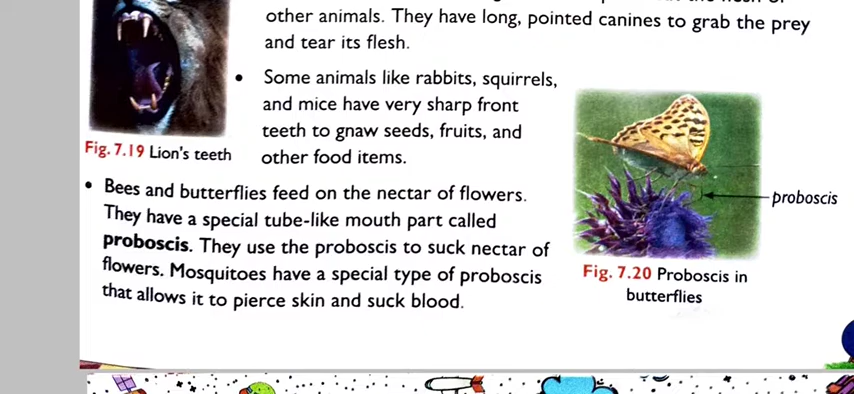 other animals. They have long, pointed canines to grab the prey
and tear its flesh.
• Some animals like rabbits, squirrels,
and mice have very sharp front
teeth to gnaw seeds, fruits, and
other food items.
Fig. 7.19 Lion's teeth
• Bees and butterflies feed on the nectar of flowers.
They have a special tube-like mouth part called
proboscis. They use the proboscis to suck nectar of
flowers. Mosquitoes have a special type of proboscis
that allows it to pierce skin and suck blood.
proboscis
Fig. 7.20 Proboscis in
butterflies